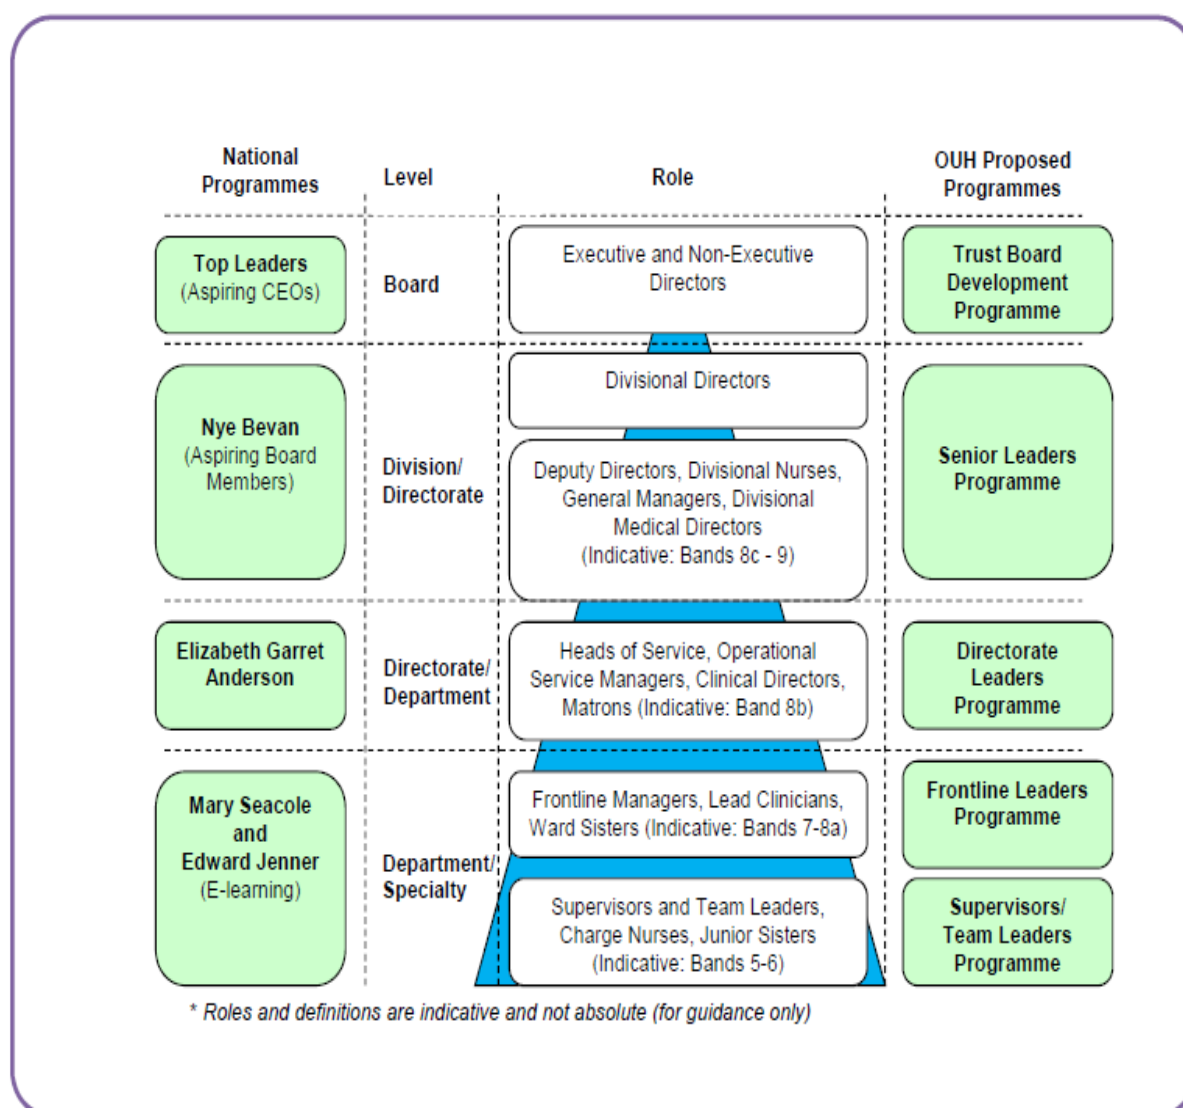 National
Programmes
Level
Role
OUH Proposed
Programmes
Top Leaders
(Aspiring CEOs)
Board
Executive and Non-Executive
Directors
Trust Board
Development
Programme
Nye Bevan
(Aspiring Board
Members)
Division/
Directorate
Divisional Directors
Deputy Directors, Divisional Nurses,
General Managers, Divisional
Medical Directors
(Indicative: Bands 8c - 9)
Senior Leaders
Programme
Elizabeth Garret
Anderson
Directorate/
Department
Heads of Service, Operational
Service Managers, Clinical Directors,
Matrons (Indicative: Band 8b)
Directorate
Leaders
Programme
Mary Seacole
and
Edward Jenner
(E-learning)
Department/
Specialty
Frontline Managers, Lead Clinicians,
Ward Sisters (Indicative: Bands 7-8a)
Frontline Leaders
Programme
Supervisors and Team Leaders,
Charge Nurses, Junior Sisters
(Indicative: Bands 5-6)
Supervisors/
Team Leaders
Programme
* Roles and definitions are indicative and not absolute (for guidance only)